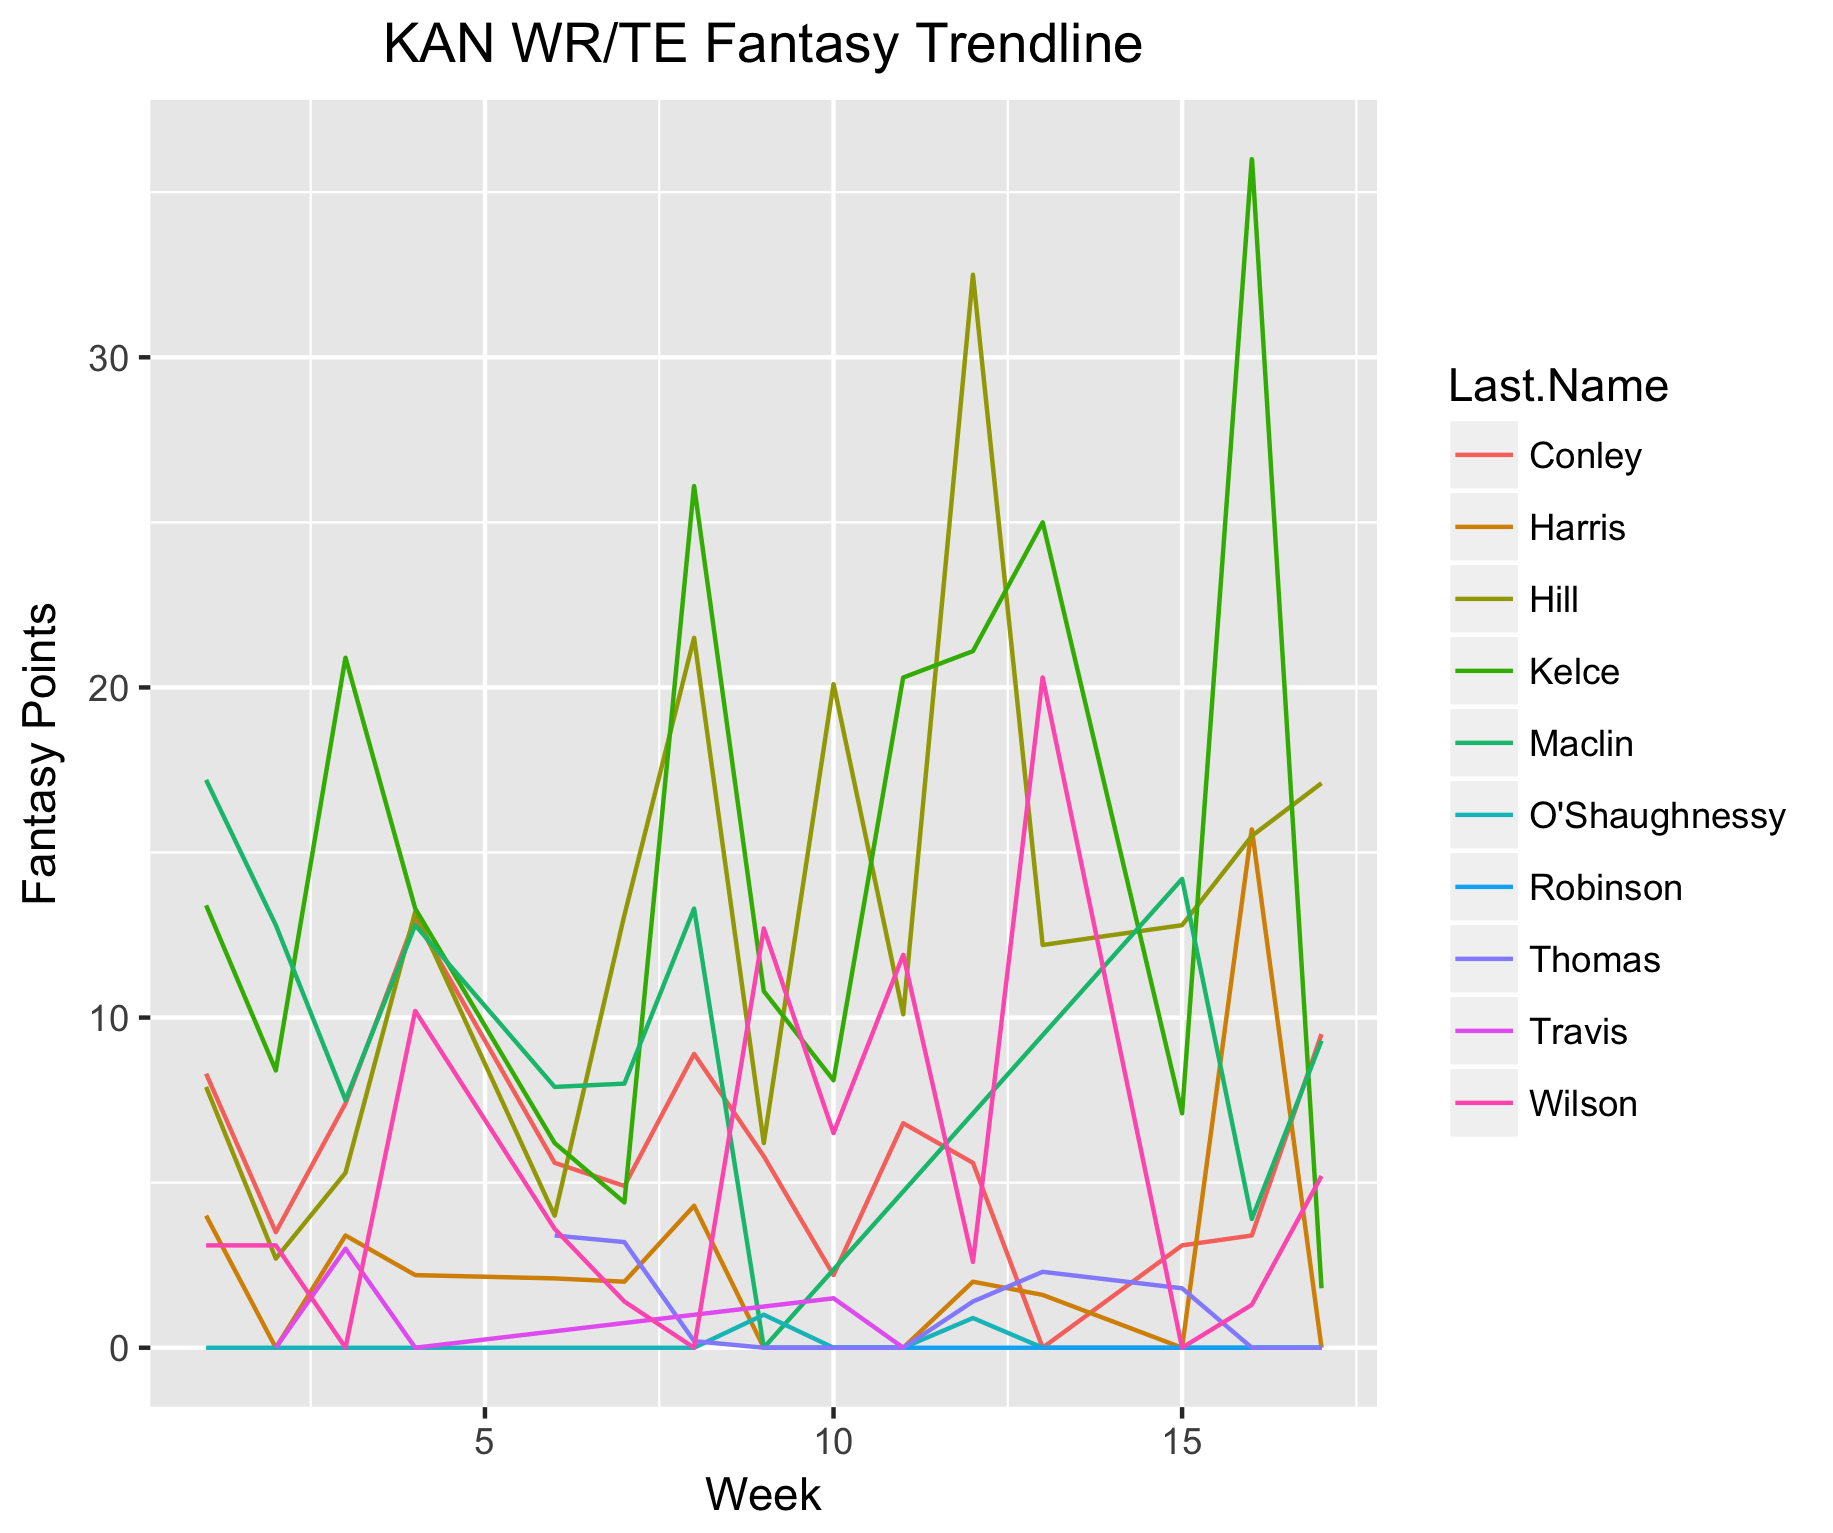 KAN WR/TE Fantasy Trendline
Fantasy Points
30
20
10
0
5 10 15
Week
Last.Name
Conley
Harris
Hill
Kelce
Maclin
O'Shaughnessy
Robinson
Thomas
Travis
Wilson